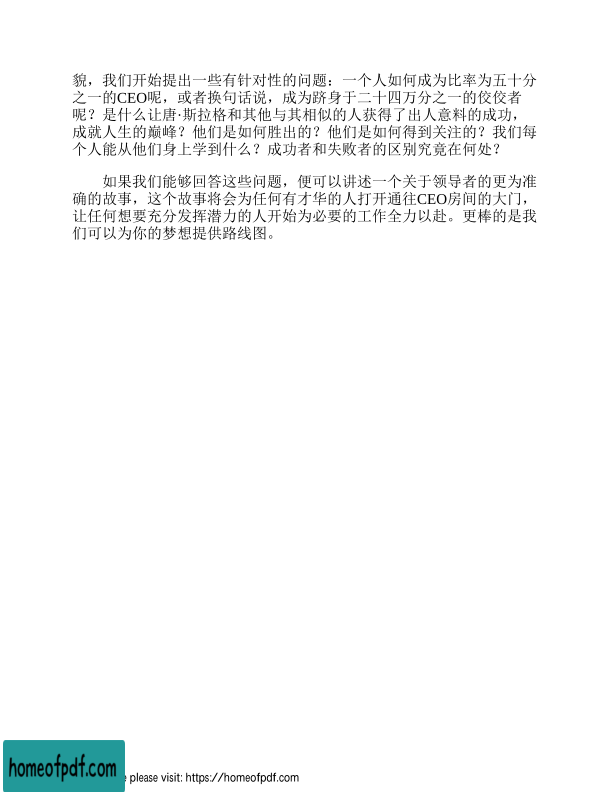 貌，我们开始提出一些有针对性的问题：一个人如何成为比率为五十分
之一的CEO呢，或者换句话说，成为跻身于二十四万分之一的佼佼者
呢？是什么让唐·斯拉格和其他与其相似的人获得了出人意料的成功，
成就人生的巅峰？他们是如何胜出的？他们是如何得到关注的？我们每
个人能从他们身上学到什么？成功者和失败者的区别究竟在何处？
如果我们能够回答这些问题，便可以讲述一个关于领导者的更为准
确的故事，这个故事将会为任何有才华的人打开通往CEO房间的大门，
让任何想要充分发挥潜力的人开始为必要的工作全力以赴。更棒的是我
们可以为你的梦想提供路线图。
homeofpdf.com
e please visit: https://homeofpdf.com